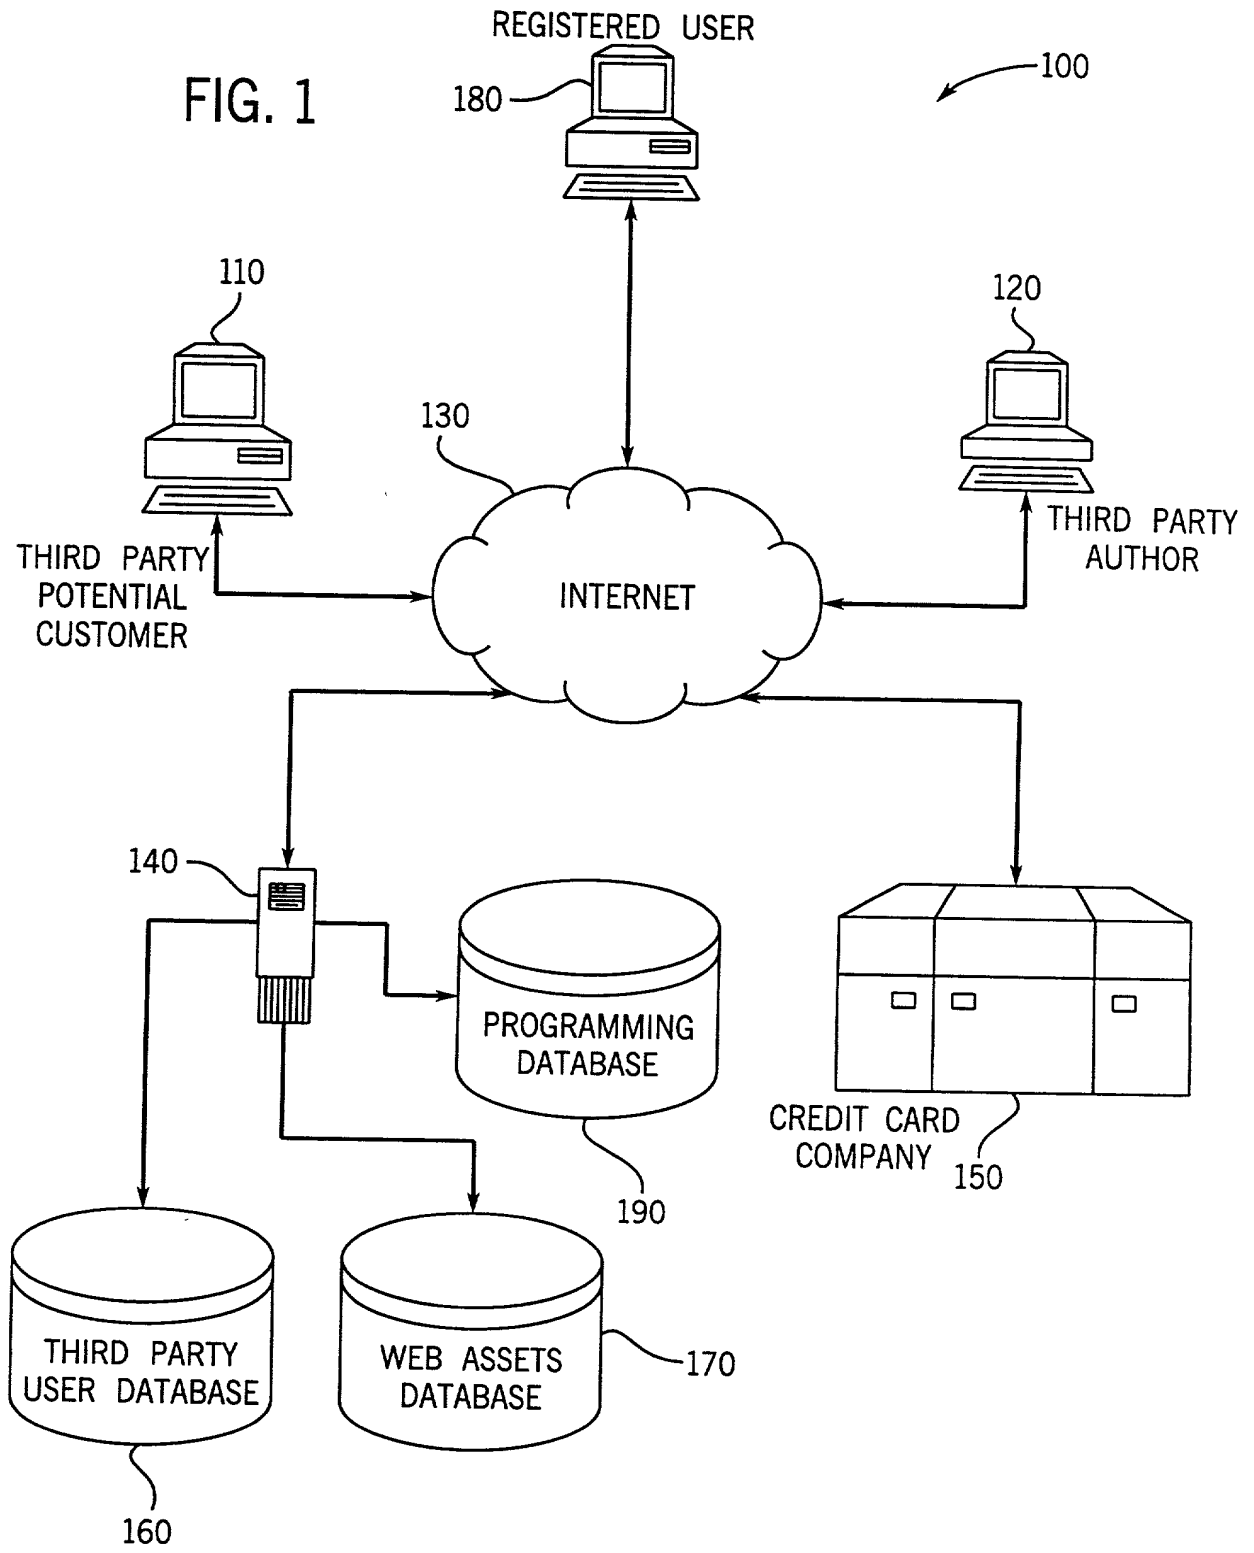 REGISTERED USER
FIG. 1
180
100
110
120
130
THIRD PARTY
AUTHOR
THIRD PARTY
POTENTIAL
CUSTOMER
INTERNET
140
PROGRAMMING
DATABASE
CREDIT CARD
COMPANY
150
190
THIRD PARTY
USER DATABASE
WEB ASSETS
DATABASE
170
160